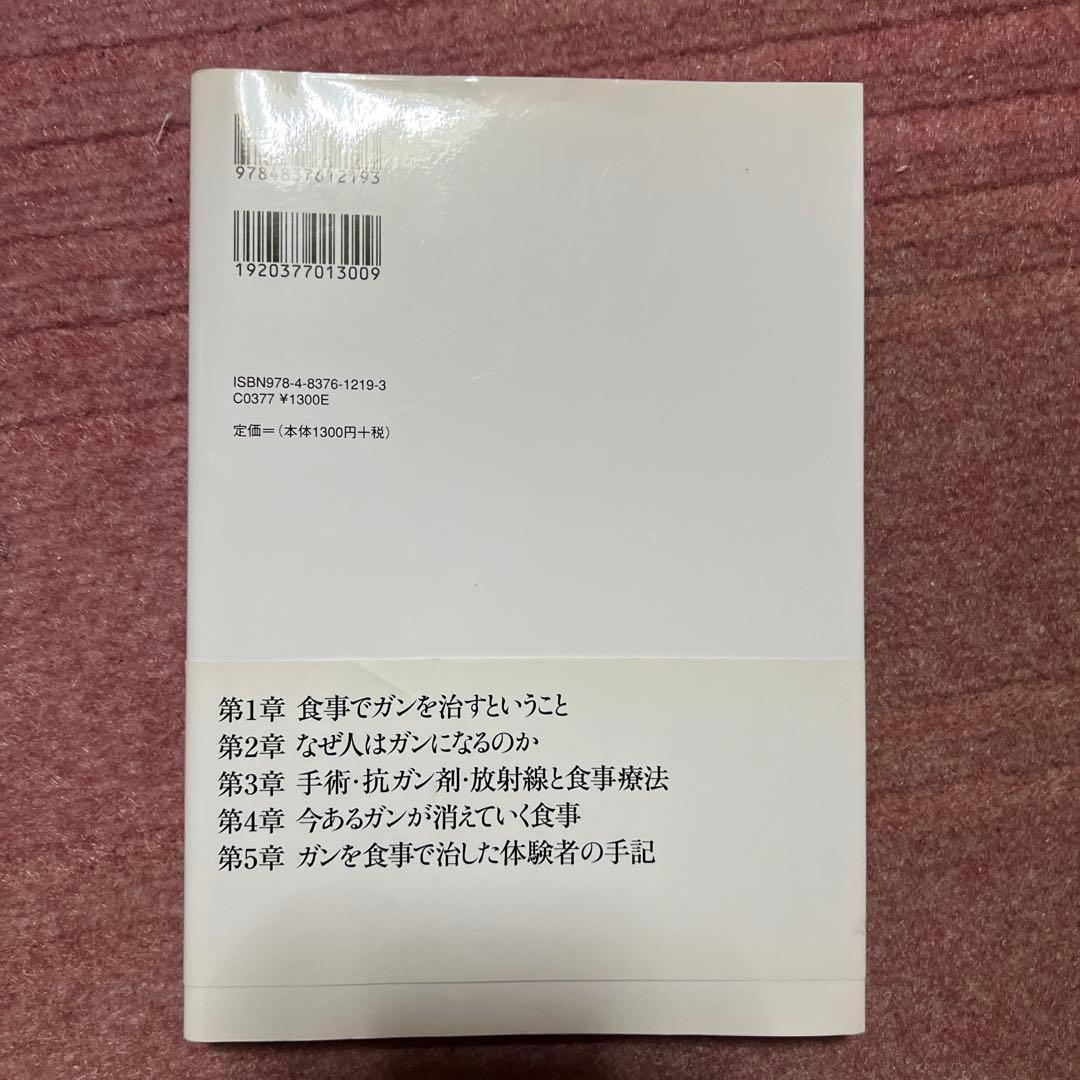 9784837612193
1920377013009
ISBN978-4-8376-1219-3
C0377 ¥1300E
定価＝（本体1300円＋税）
第1章 食事でガンを治すということ
第2章 なぜ人はガンになるのか
第3章 手術・抗ガン剤・放射線と食事療法
第4章 今あるガンが消えていく食事
第5章 ガンを食事で治した体験者の手記